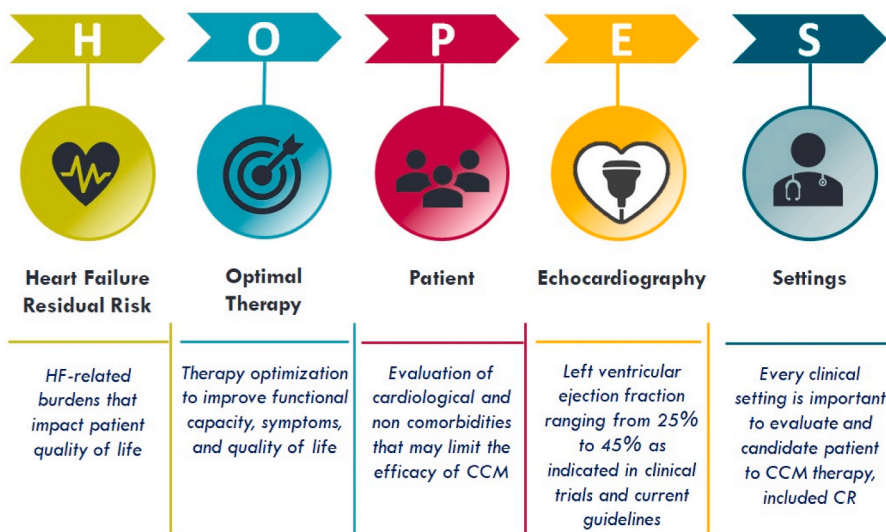 H
O
P
E
S
Heart Failure
Residual Risk
Optimal
Therapy
Patient
Echocardiography
Settings
HF-related
burdens that
impact patient
quality of life
Therapy optimization
to improve functional
capacity, symptoms,
and quality of life
Evaluation of
cardiological and
non comorbidities
that may limit the
efficacy of CCM
Left ventricular
ejection fraction
ranging from 25%
to 45% as
indicated in clinical
trials and current
guidelines
Every clinical
setting is important
to evaluate and
candidate patient
to CCM therapy,
included CR